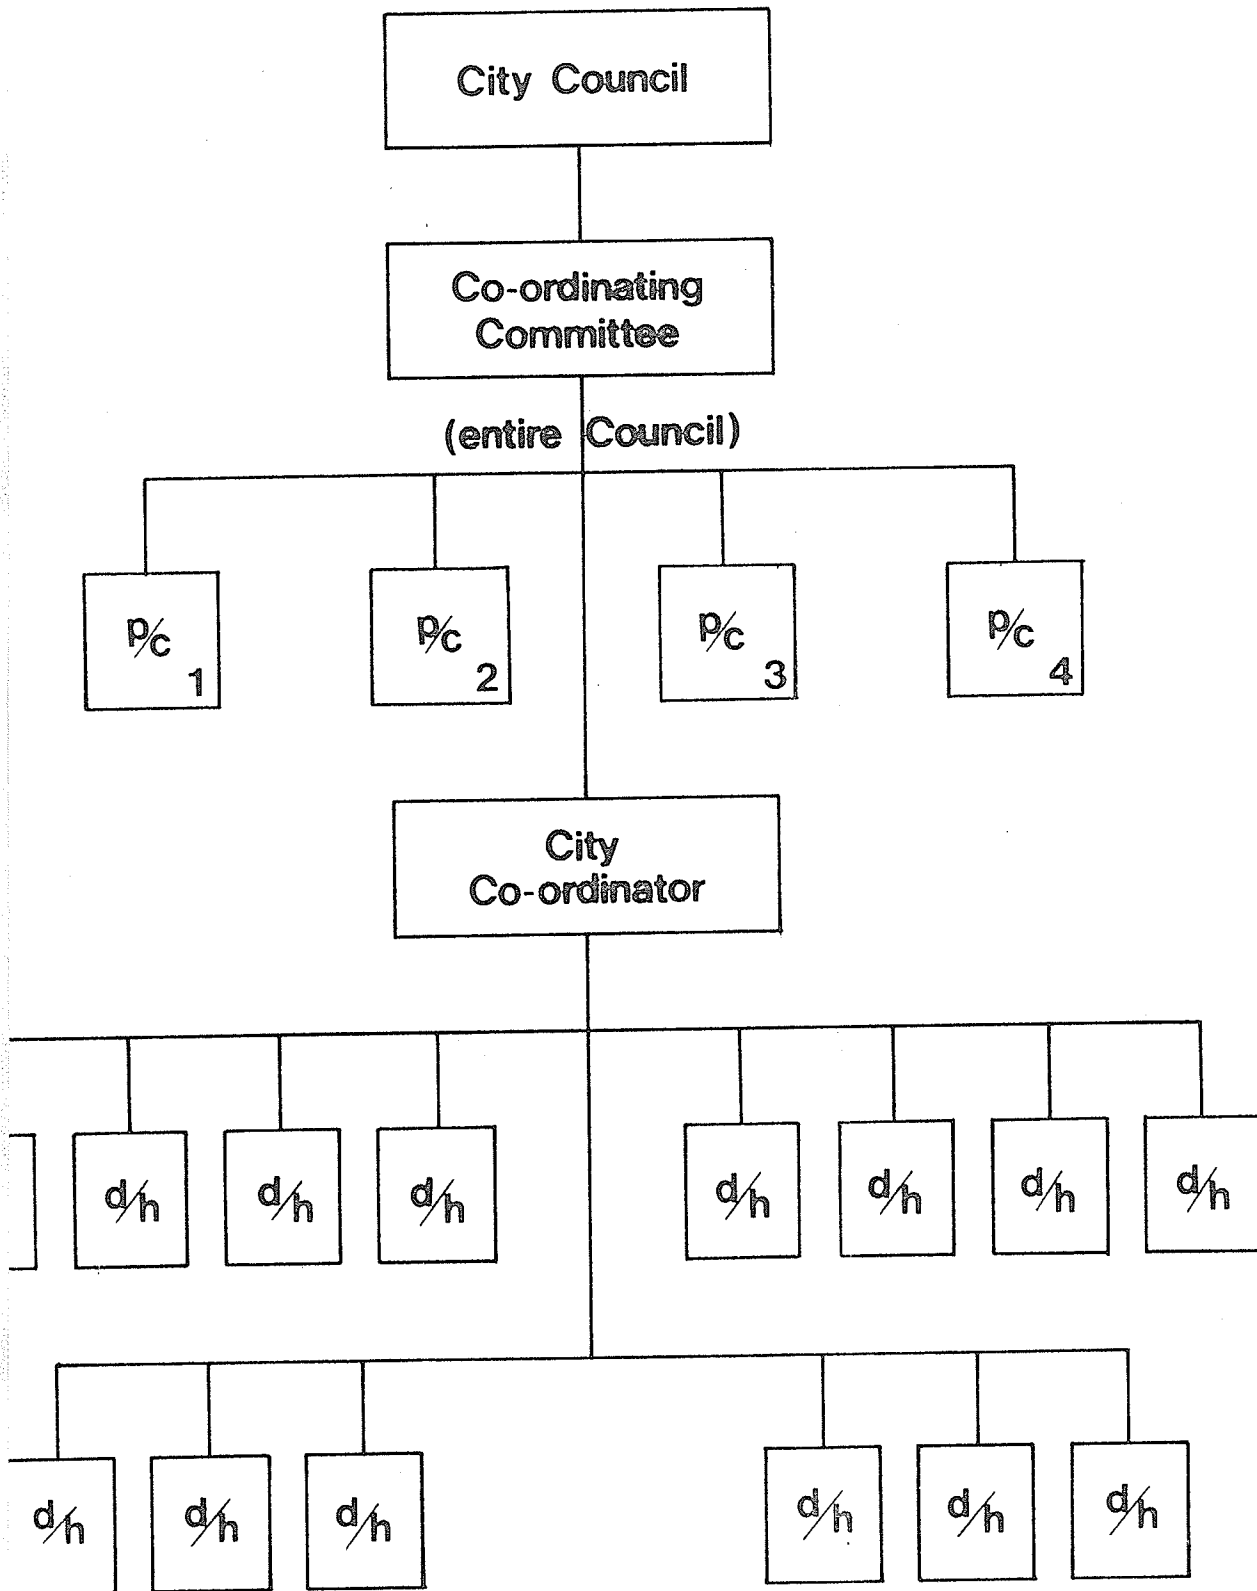 City Council
Co-ordinating
Committee
(entire Council)
p/c 1
p/c 2
p/c 3
p/c 4
City
Co-ordinator
d/h
d/h
d/h
d/h
d/h
d/h
d/h
d/h
d/h
d/h
d/h
d/h
d/h